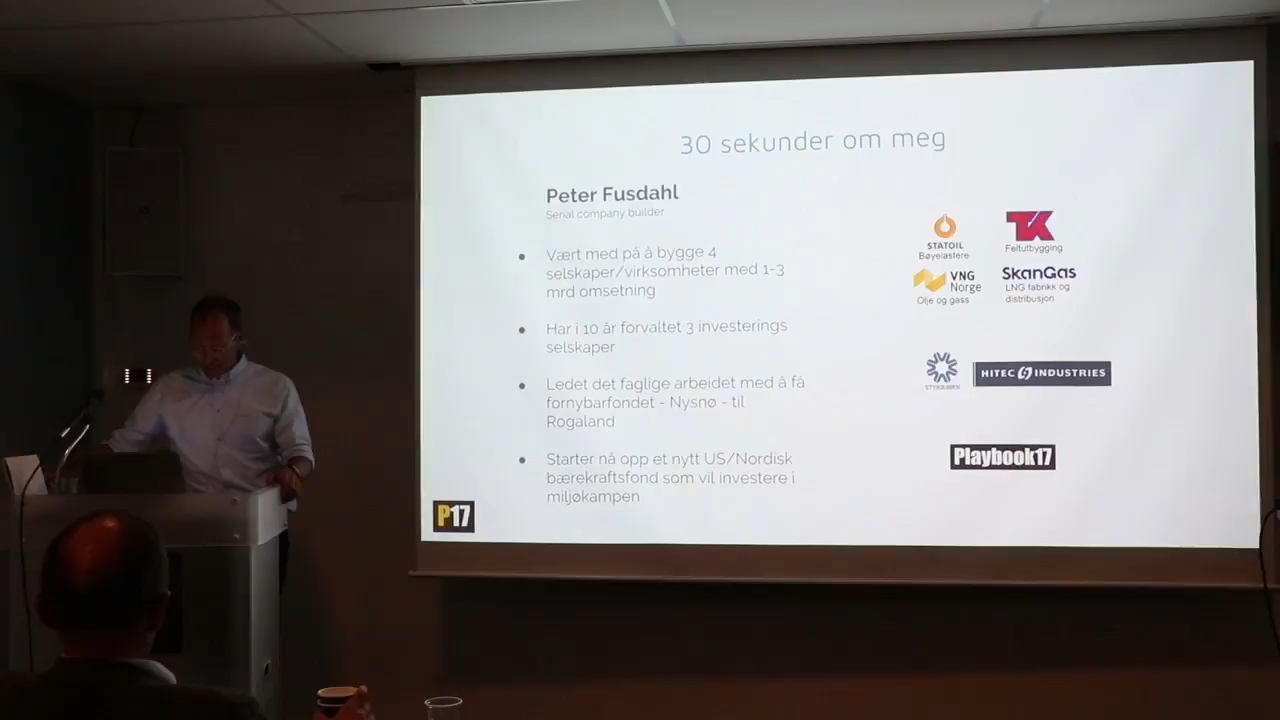 30 sekunder om meg
Peter Fusdahl
Serial company builder
Vært med på å bygge 4
selskaper/virksomheter med 1-3
mrd omsetning
Har i 10 år forvaltet 3 investerings
selskaper
Ledet det faglige arbeidet med å få
fornybarfondet - Nysnø - til
Rogaland
Starter nå opp et nytt US/Nordisk
bærekraftsfond som vil investere i
miljøkampen
STATOIL
Bøyelastere
TK
Feltutbygging
VNG
Norge
Olje og gass
SkanGas
LNG fabrikk og
distribusjon
HITEC INDUSTRIES
Playbook17
P17